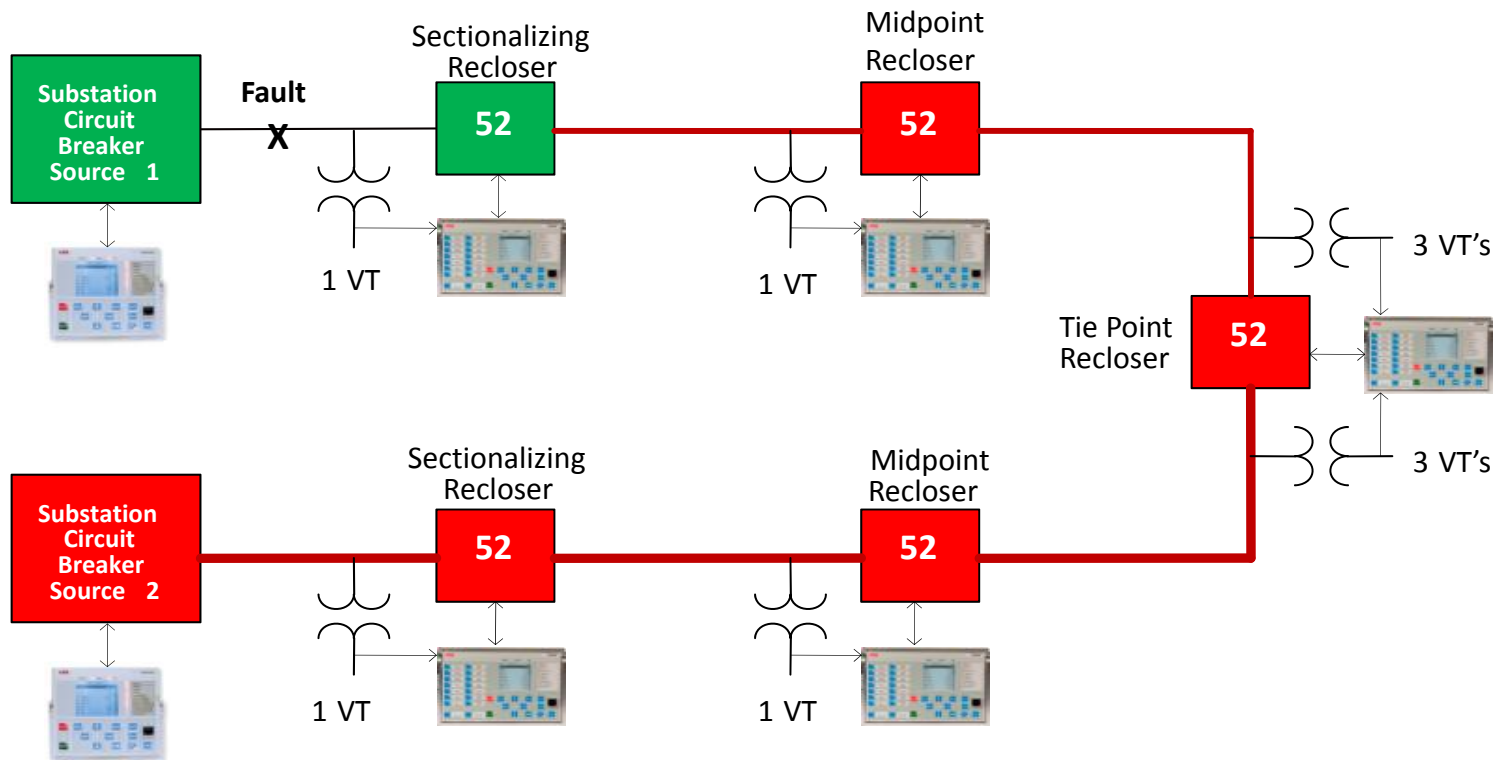 Substation
Circuit
Breaker
Source 1
Fault
X
Sectionalizing
Recloser
52
Midpoint
Recloser
52
1 VT
1 VT
3 VT's
Tie Point
Recloser
52
3 VT's
Substation
Circuit
Breaker
Source 2
Sectionalizing
Recloser
52
Midpoint
Recloser
52
1 VT
1 VT